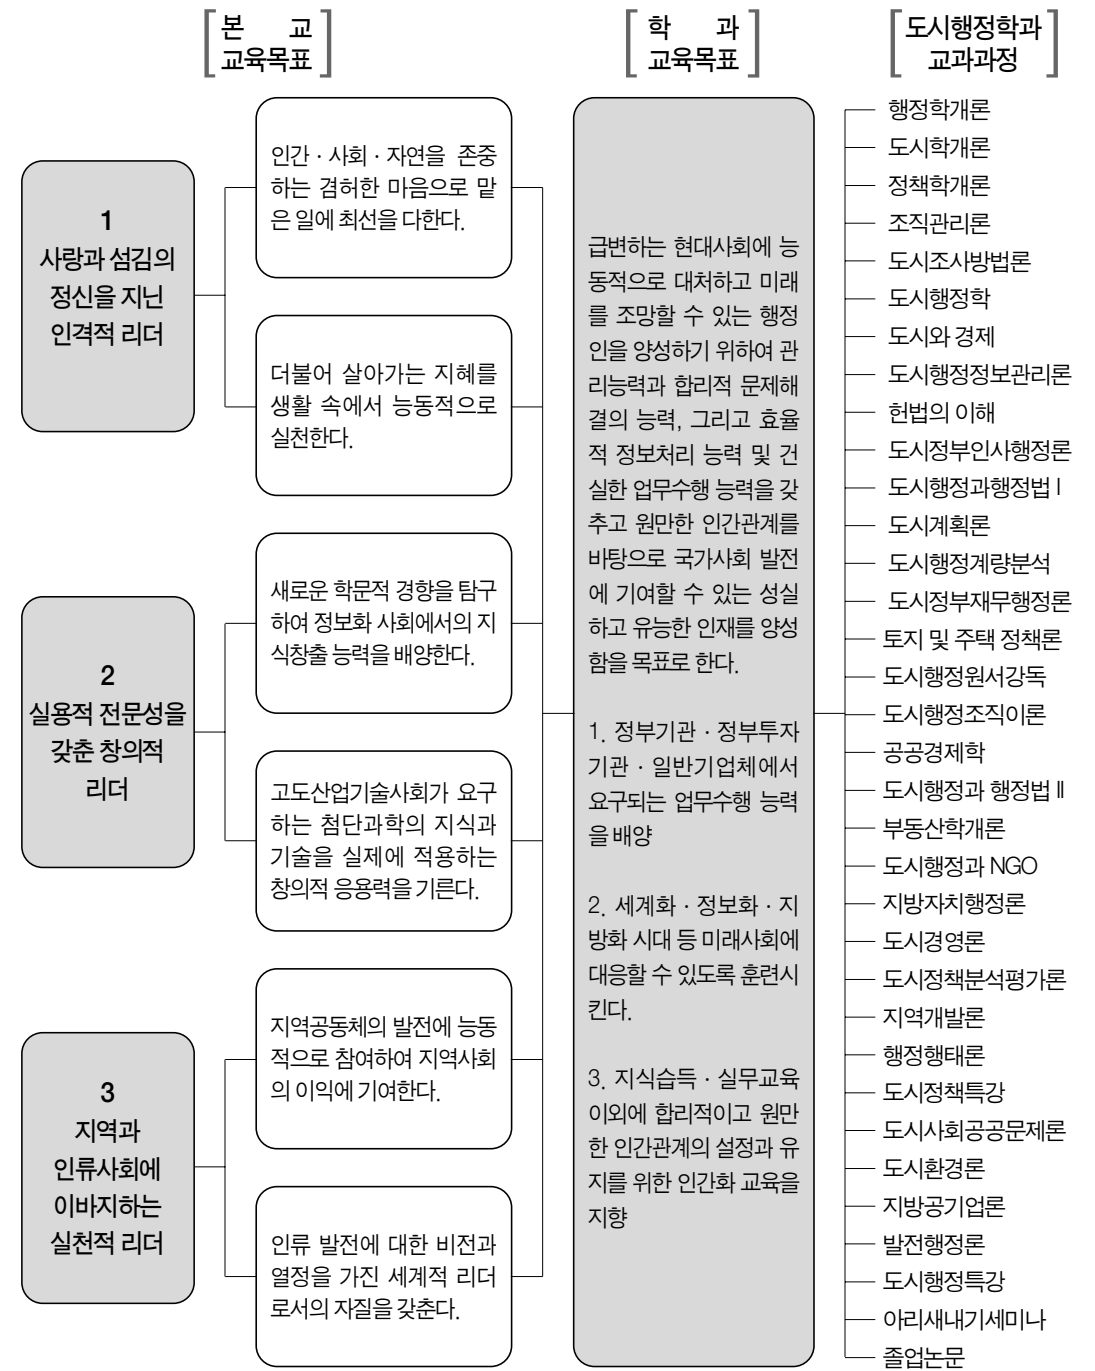 본 교
교육목표
학 과
교육목표
도시행정학과
교과과정
1
사랑과 섬김의
정신을 지닌
인격적 리더
인간 · 사회 · 자연을 존중
하는 겸허한 마음으로 맡
은 일에 최선을 다한다.
더불어 살아가는 지혜를
생활 속에서 능동적으로
실천한다.
2
실용적 전문성을
갖춘 창의적
리더
새로운 학문적 경향을 탐구
하여 정보화 사회에서의 지
식창출 능력을 배양한다.
고도산업기술사회가 요구
하는 첨단과학의 지식과
기술을 실제에 적용하는
창의적 응용력을 기른다.
3
지역과
인류사회에
이바지하는
실천적 리더
지역공동체의 발전에 능동
적으로 참여하여 지역사회
의 이익에 기여한다.
인류 발전에 대한 비전과
열정을 가진 세계적 리더
로서의 자질을 갖춘다.
급변하는 현대사회에 능
동적으로 대처하고 미래
를 조망할 수 있는 행정
인을 양성하기 위하여 관
리능력과 합리적 문제해
결의 능력, 그리고 효율
적 정보처리 능력 및 건
실한 업무수행 능력을 갖
추고 원만한 인간관계를
바탕으로 국가사회 발전
에 기여할 수 있는 성실
하고 유능한 인재를 양성
함을 목표로 한다.
1. 정부기관 · 정부투자
기관 · 일반기업체에서
요구되는 업무수행 능력
을 배양
2. 세계화 · 정보화 · 지
방화 시대 등 미래사회에
대응할 수 있도록 훈련시
킨다.
3. 지식습득 · 실무교육
이외에 합리적이고 원만
한 인간관계의 설정과 유
지를 위한 인간화 교육을
지향
행정학개론
도시학개론
정책학개론
조직관리론
도시조사방법론
도시행정학
도시와 경제
도시행정정보관리론
헌법의 이해
도시정부인사행정론
도시행정과행정법 Ⅰ
도시계획론
도시행정계량분석
도시정부재무행정론
토지 및 주택 정책론
도시행정원서강독
도시행정조직이론
공공경제학
도시행정과 행정법 Ⅱ
부동산학개론
도시행정과 NGO
지방자치행정론
도시경영론
도시정책분석평가론
지역개발론
행정행태론
도시정책특강
도시사회공공문제론
도시환경론
지방공기업론
발전행정론
도시행정특강
아리새내기세미나
졸업논문